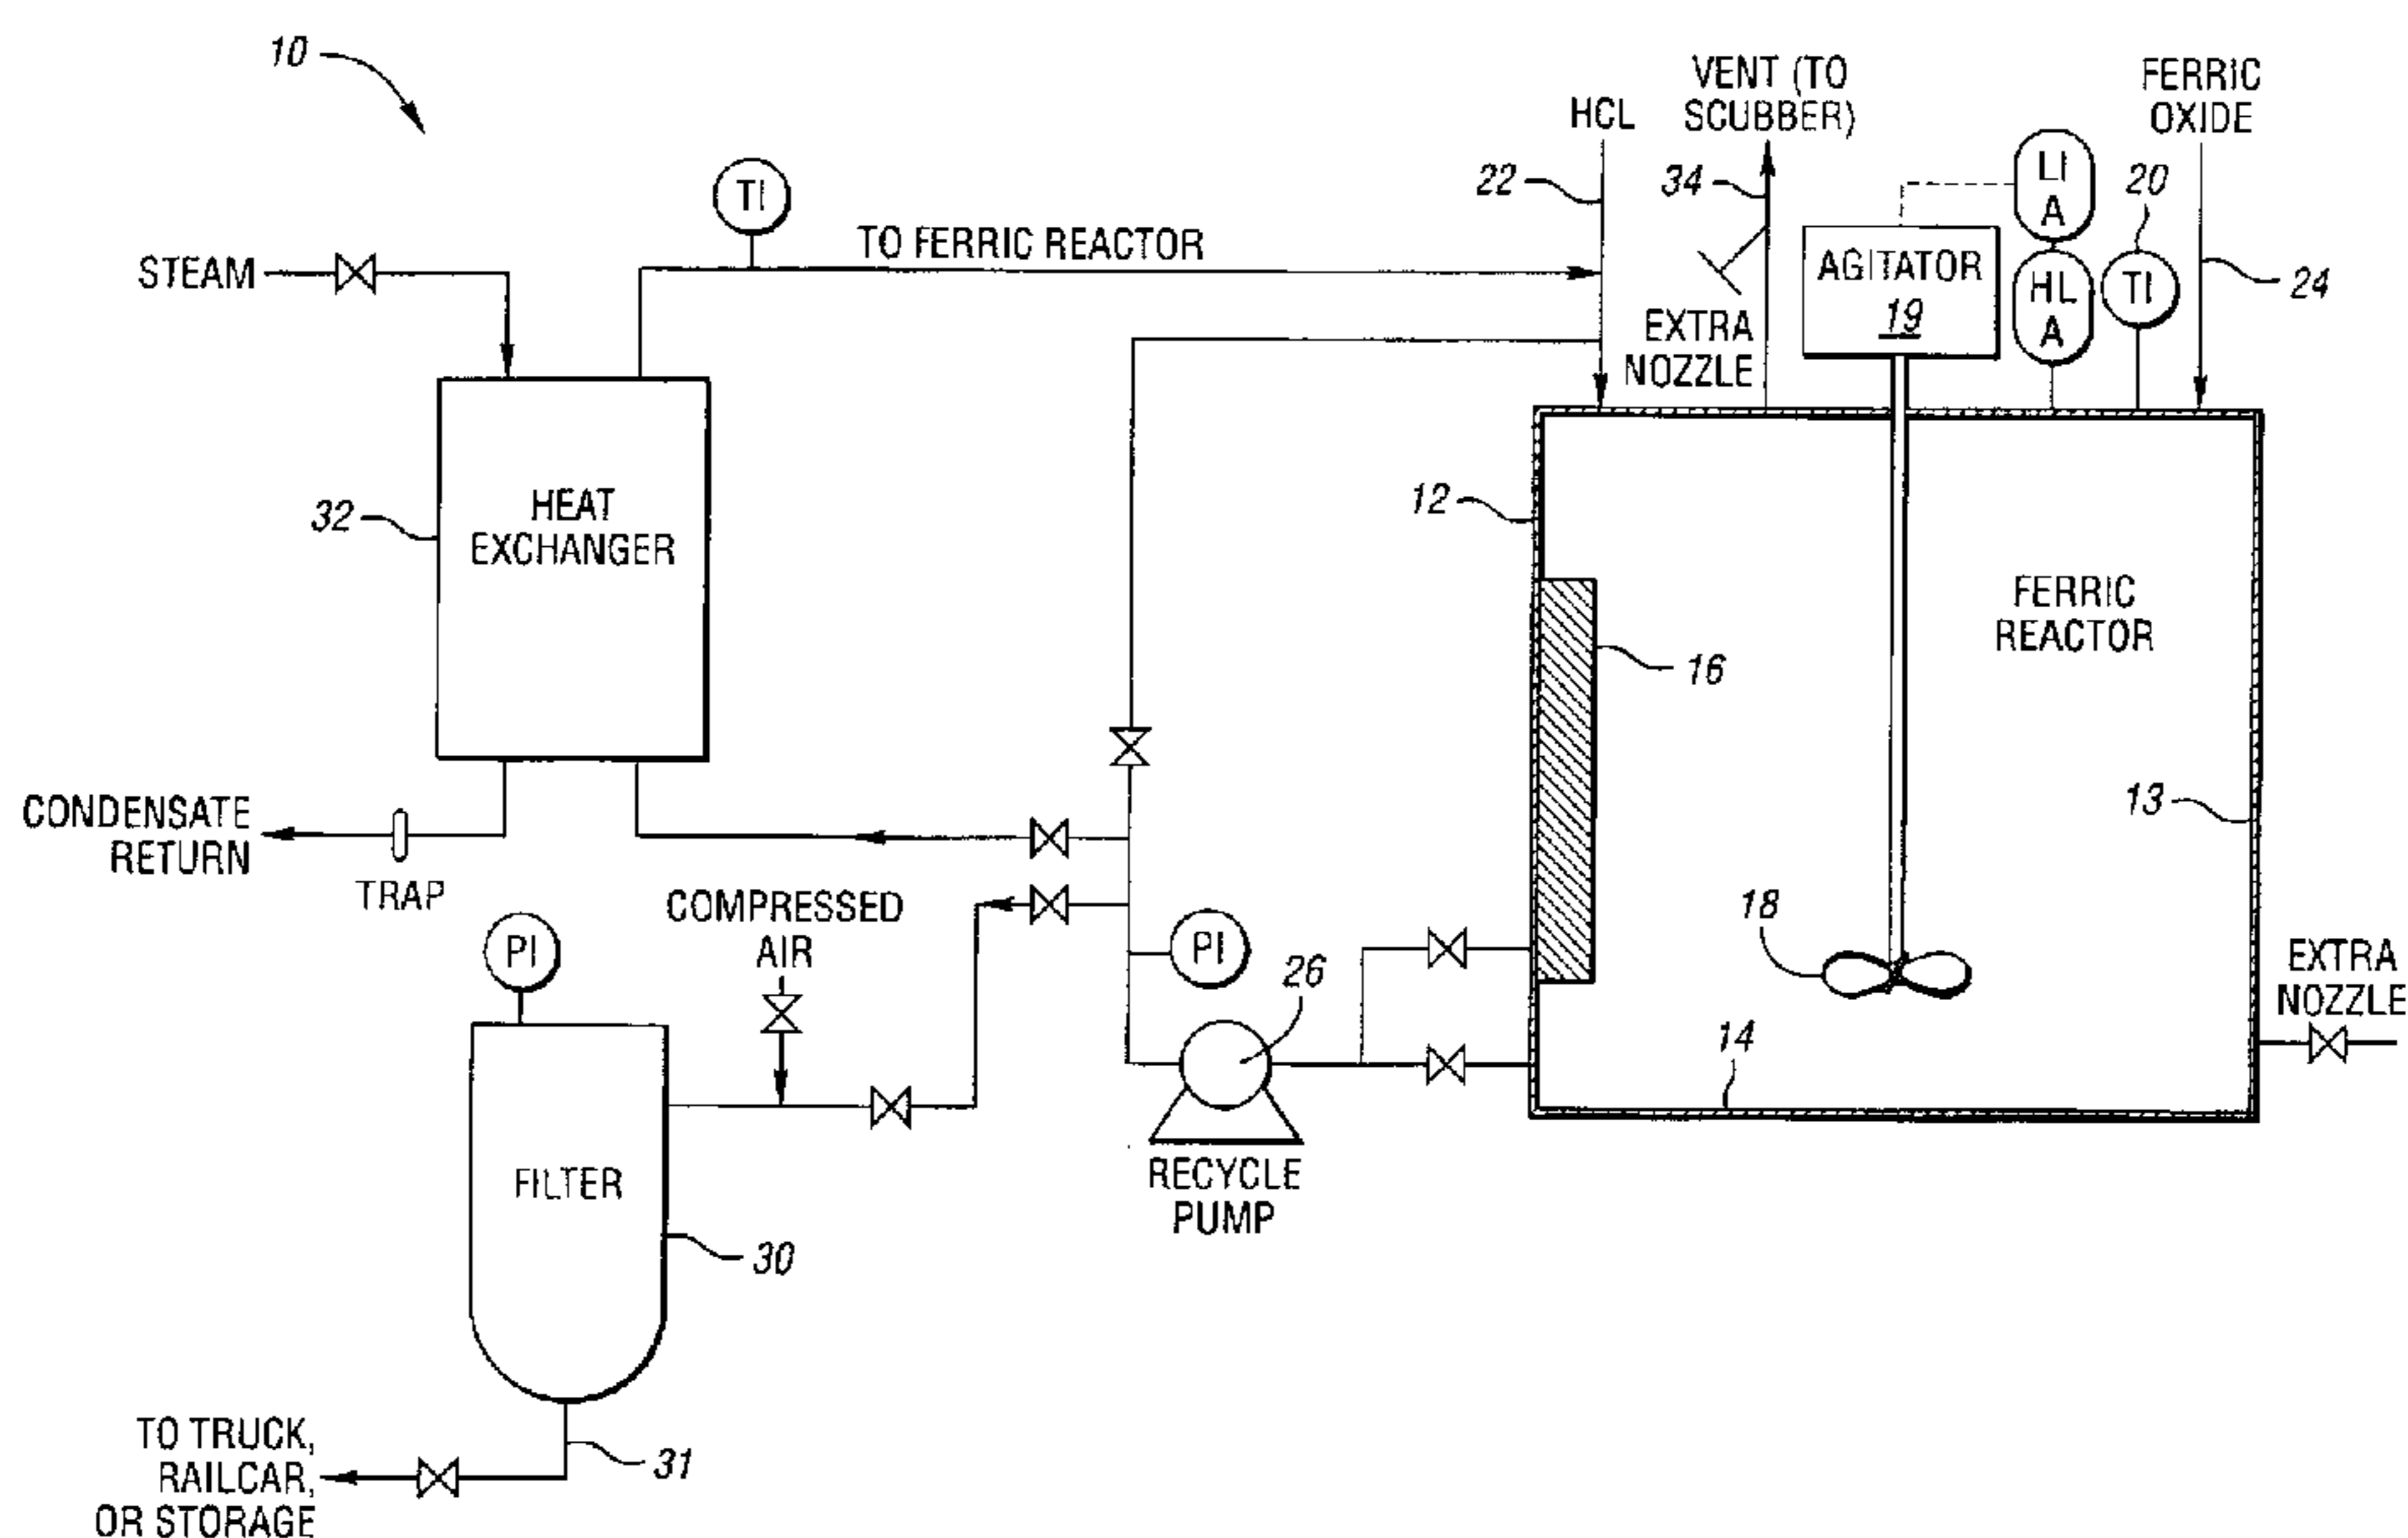 10
HCL
VENT (TO
SCUBBER)
FERRIC
OXIDE
22
34
LI
A
20
TI
TO FERRIC REACTOR
STEAM
AGITATOR
19
HL
A
TI
24
EXTRA
NOZZLE
32
HEAT
EXCHANGER
12
FERRIC
REACTOR
16
13
CONDENSATE
RETURN
TRAP
COMPRESSED
AIR
PI
PI
26
18
EXTRA
NOZZLE
14
FILTER
RECYCLE
PUMP
30
TO TRUCK,
RAILCAR,
OR STORAGE
31